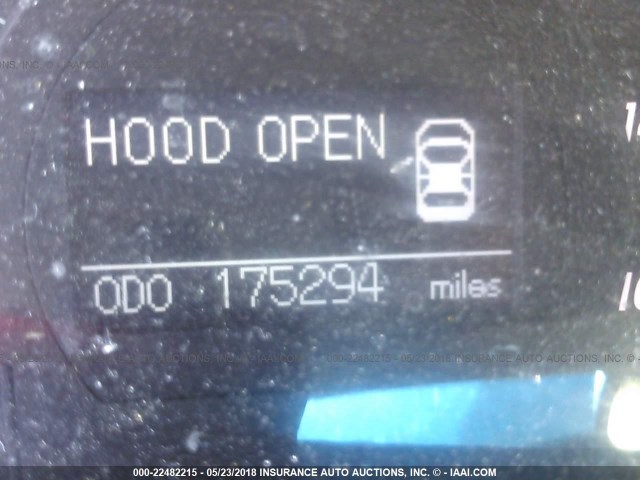 HOOD OPEN
ODO 175294 miles
000-22482215 - 05/23/2018 INSURANCE AUTO AUCTIONS, INC. - © - IAAI.COM